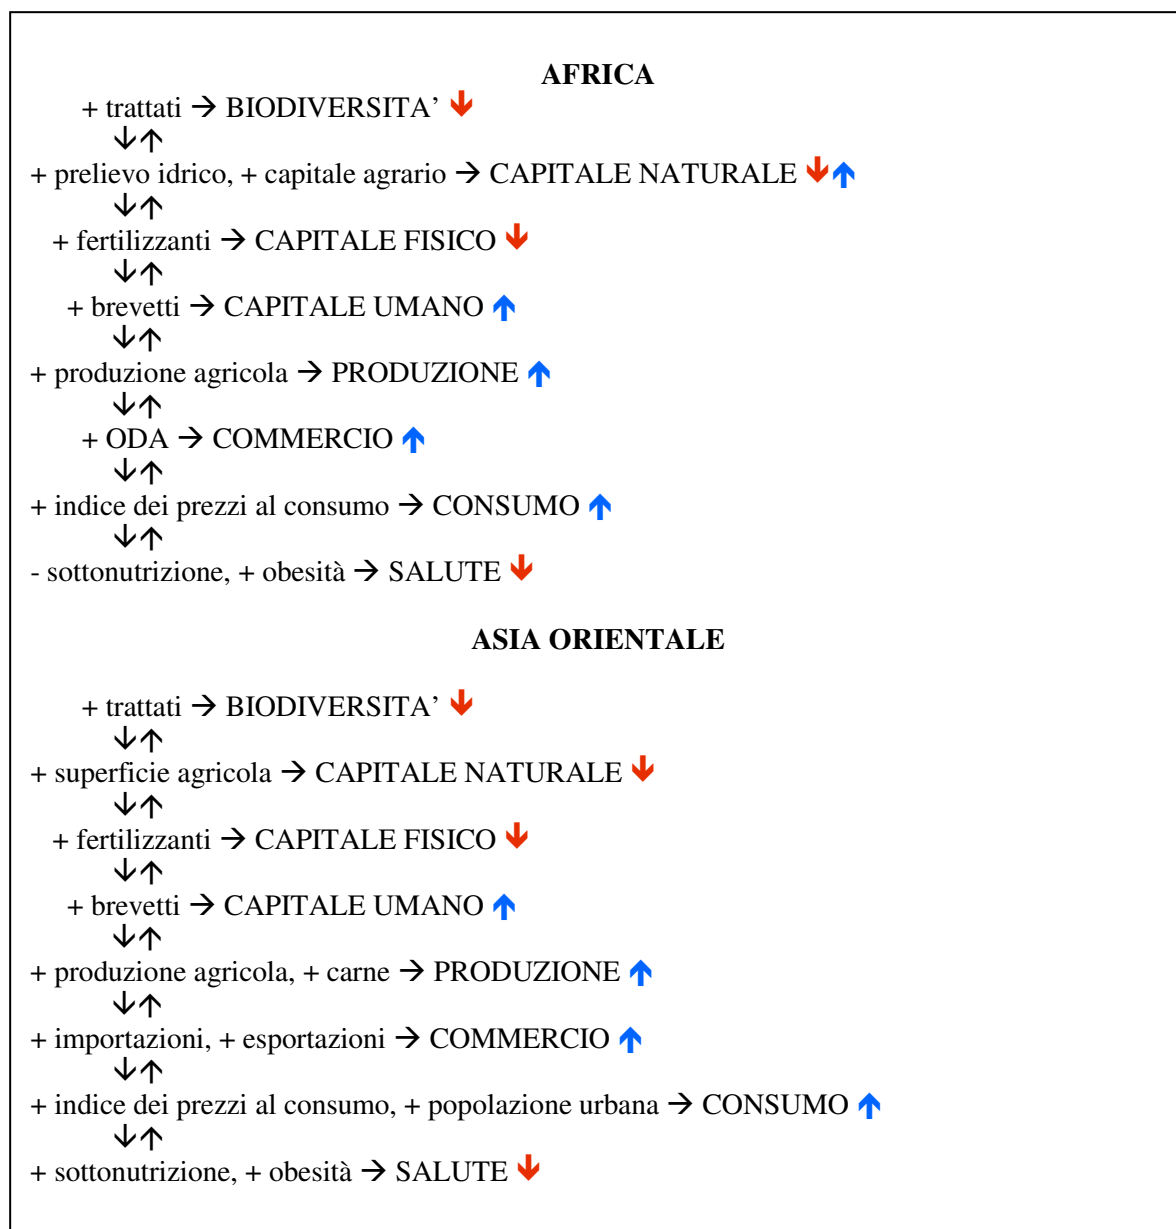 AFRICA
+ trattati → BIODIVERSITA’ ↓
↓↑
+ prelievo idrico, + capitale agrario → CAPITALE NATURALE ↓↑
↓↑
+ fertilizzanti → CAPITALE FISICO ↓
↓↑
+ brevetti → CAPITALE UMANO ↑
↓↑
+ produzione agricola → PRODUZIONE ↑
↓↑
+ ODA → COMMERCIO ↑
↓↑
+ indice dei prezzi al consumo → CONSUMO ↑
↓↑
- sottonutrizione, + obesità → SALUTE ↓
ASIA ORIENTALE
+ trattati → BIODIVERSITA’ ↓
↓↑
+ superficie agricola → CAPITALE NATURALE ↓
↓↑
+ fertilizzanti → CAPITALE FISICO ↓
↓↑
+ brevetti → CAPITALE UMANO ↑
↓↑
+ produzione agricola, + carne → PRODUZIONE ↑
↓↑
+ importazioni, + esportazioni → COMMERCIO ↑
↓↑
+ indice dei prezzi al consumo, + popolazione urbana → CONSUMO ↑
↓↑
+ sottonutrizione, + obesità → SALUTE ↓